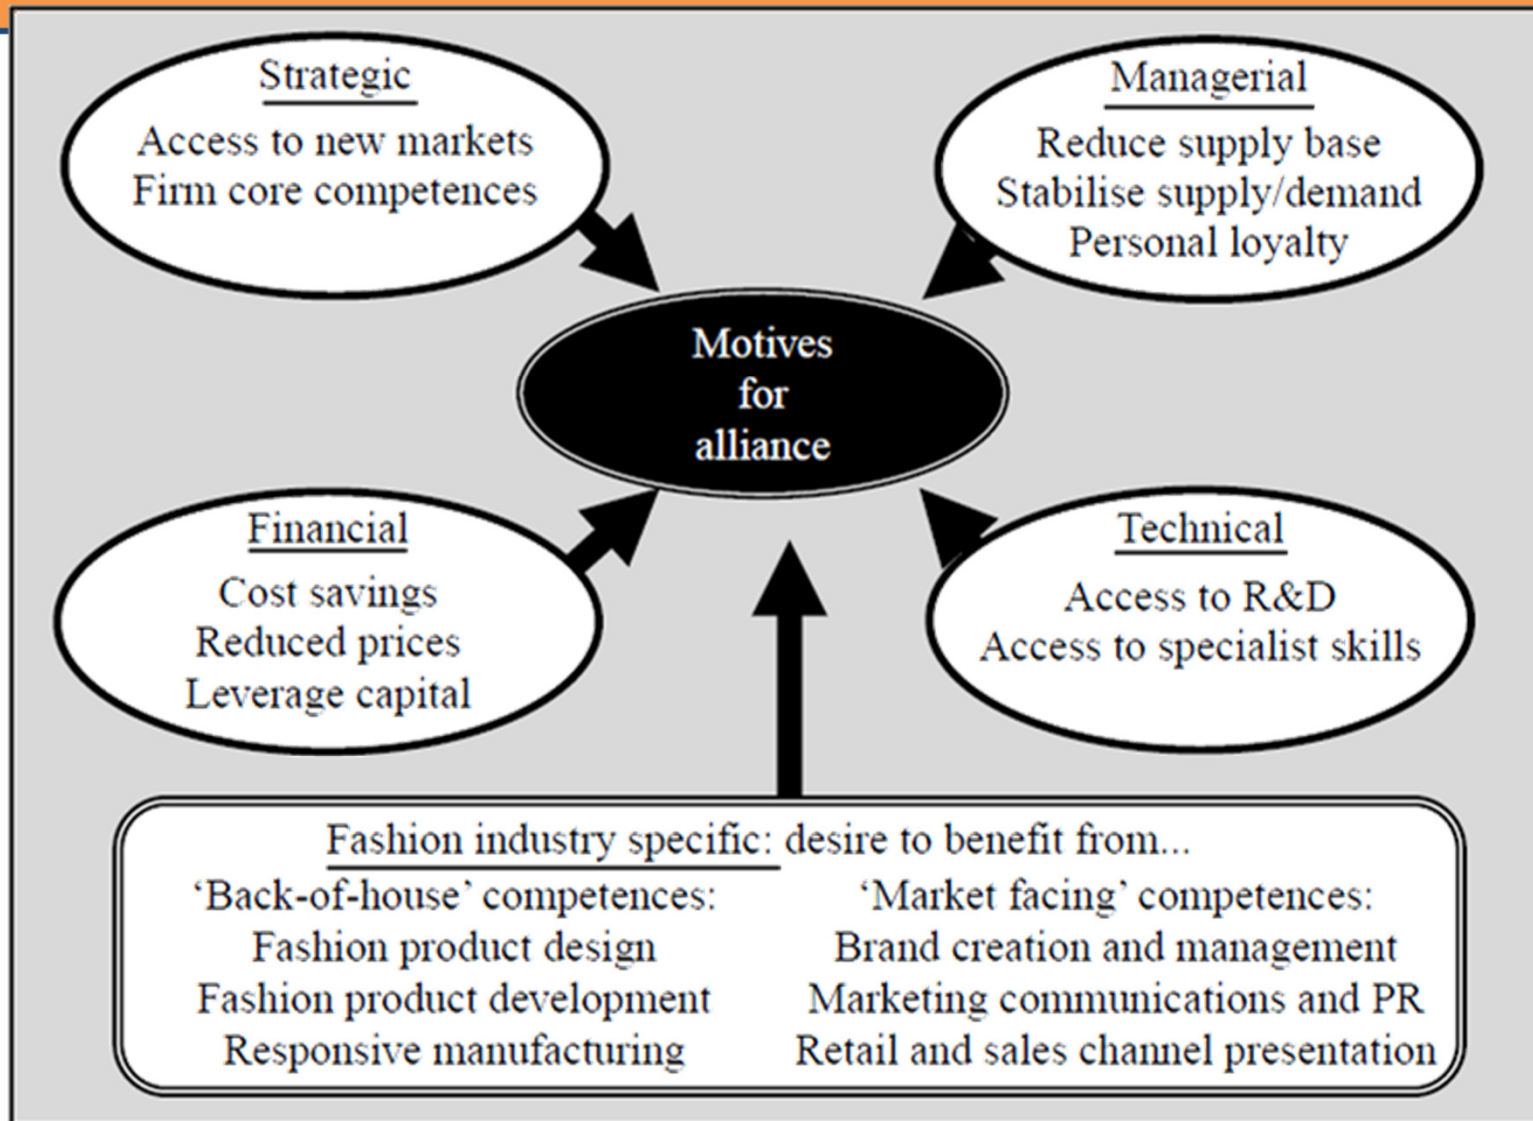 Strategic
Access to new markets
Firm core competences
Managerial
Reduce supply base
Stabilise supply/demand
Personal loyalty
Motives
for
alliance
Financial
Cost savings
Reduced prices
Leverage capital
Technical
Access to R&D
Access to specialist skills
Fashion industry specific: desire to benefit from...
‘Back-of-house’ competences:
Fashion product design
Fashion product development
Responsive manufacturing
‘Market facing’ competences:
Brand creation and management
Marketing communications and PR
Retail and sales channel presentation